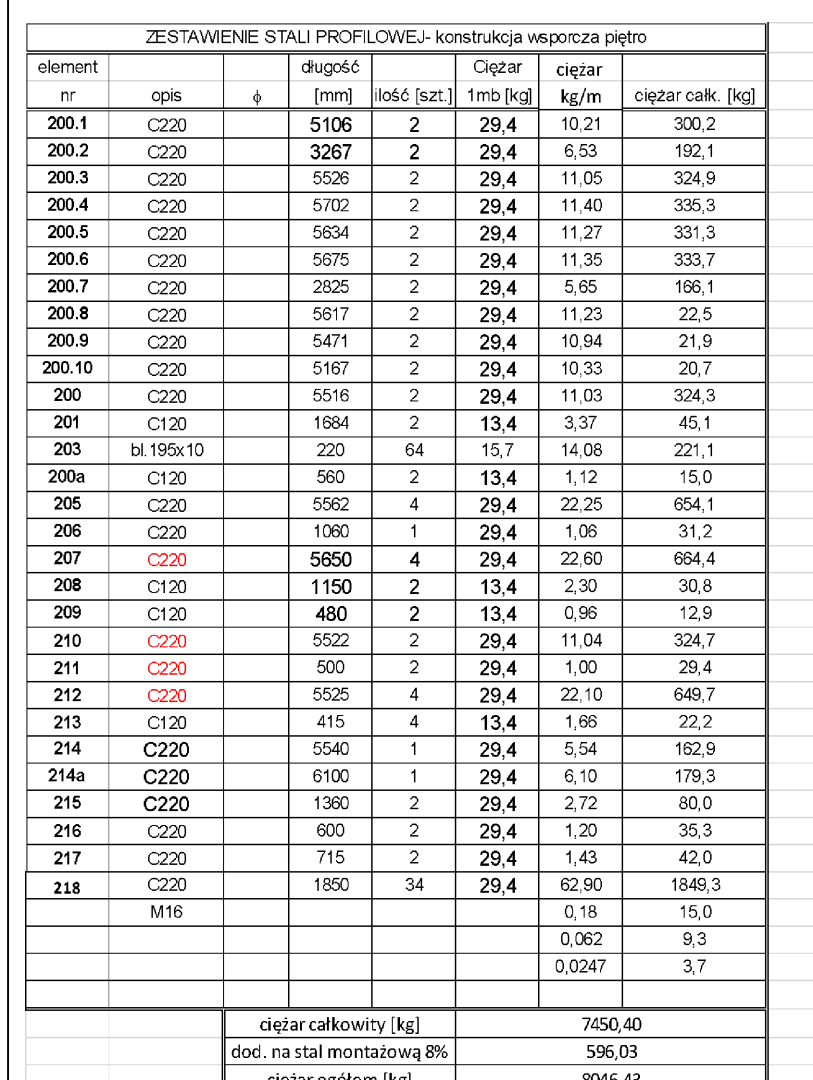 ZESTAWIENIE STALI PROFILOWEJ- konstrukcja wsporcza piętro
element długość Ciężar ciężar
nr opis ϕ [mm] ilość [szt.] 1mb [kg] kg/m ciężar całk. [kg]
200.1 C220 5106 2 29,4 10,21 300,2
200.2 C220 3267 2 29,4 6,53 192,1
200.3 C220 5526 2 29,4 11,05 324,9
200.4 C220 5702 2 29,4 11,40 335,3
200.5 C220 5634 2 29,4 11,27 331,3
200.6 C220 5675 2 29,4 11,35 333,7
200.7 C220 2825 2 29,4 5,65 166,1
200.8 C220 5617 2 29,4 11,23 22,5
200.9 C220 5471 2 29,4 10,94 21,9
200.10 C220 5167 2 29,4 10,33 20,7
200 C220 5516 2 29,4 11,03 324,3
201 C120 1684 2 13,4 3,37 45,1
203 bl.195x10 220 64 15,7 14,08 221,1
200a C120 560 2 13,4 1,12 15,0
205 C220 5562 4 29,4 22,25 654,1
206 C220 1060 1 29,4 1,06 31,2
207 C220 5650 4 29,4 22,60 664,4
208 C120 1150 2 13,4 2,30 30,8
209 C120 480 2 13,4 0,96 12,9
210 C220 5522 2 29,4 11,04 324,7
211 C220 500 2 29,4 1,00 29,4
212 C220 5525 4 29,4 22,10 649,7
213 C120 415 4 13,4 1,66 22,2
214 C220 5540 1 29,4 5,54 162,9
214a C220 6100 1 29,4 6,10 179,3
215 C220 1360 2 29,4 2,72 80,0
216 C220 600 2 29,4 1,20 35,3
217 C220 715 2 29,4 1,43 42,0
218 C220 1850 34 29,4 62,90 1849,3
M16 0,18 15,0
0,062 9,3
0,0247 3,7
ciężar całkowity [kg] 7450,40
dod. na stal montażową 8% 596,03
ciężar ogółem [kg] 8046,43